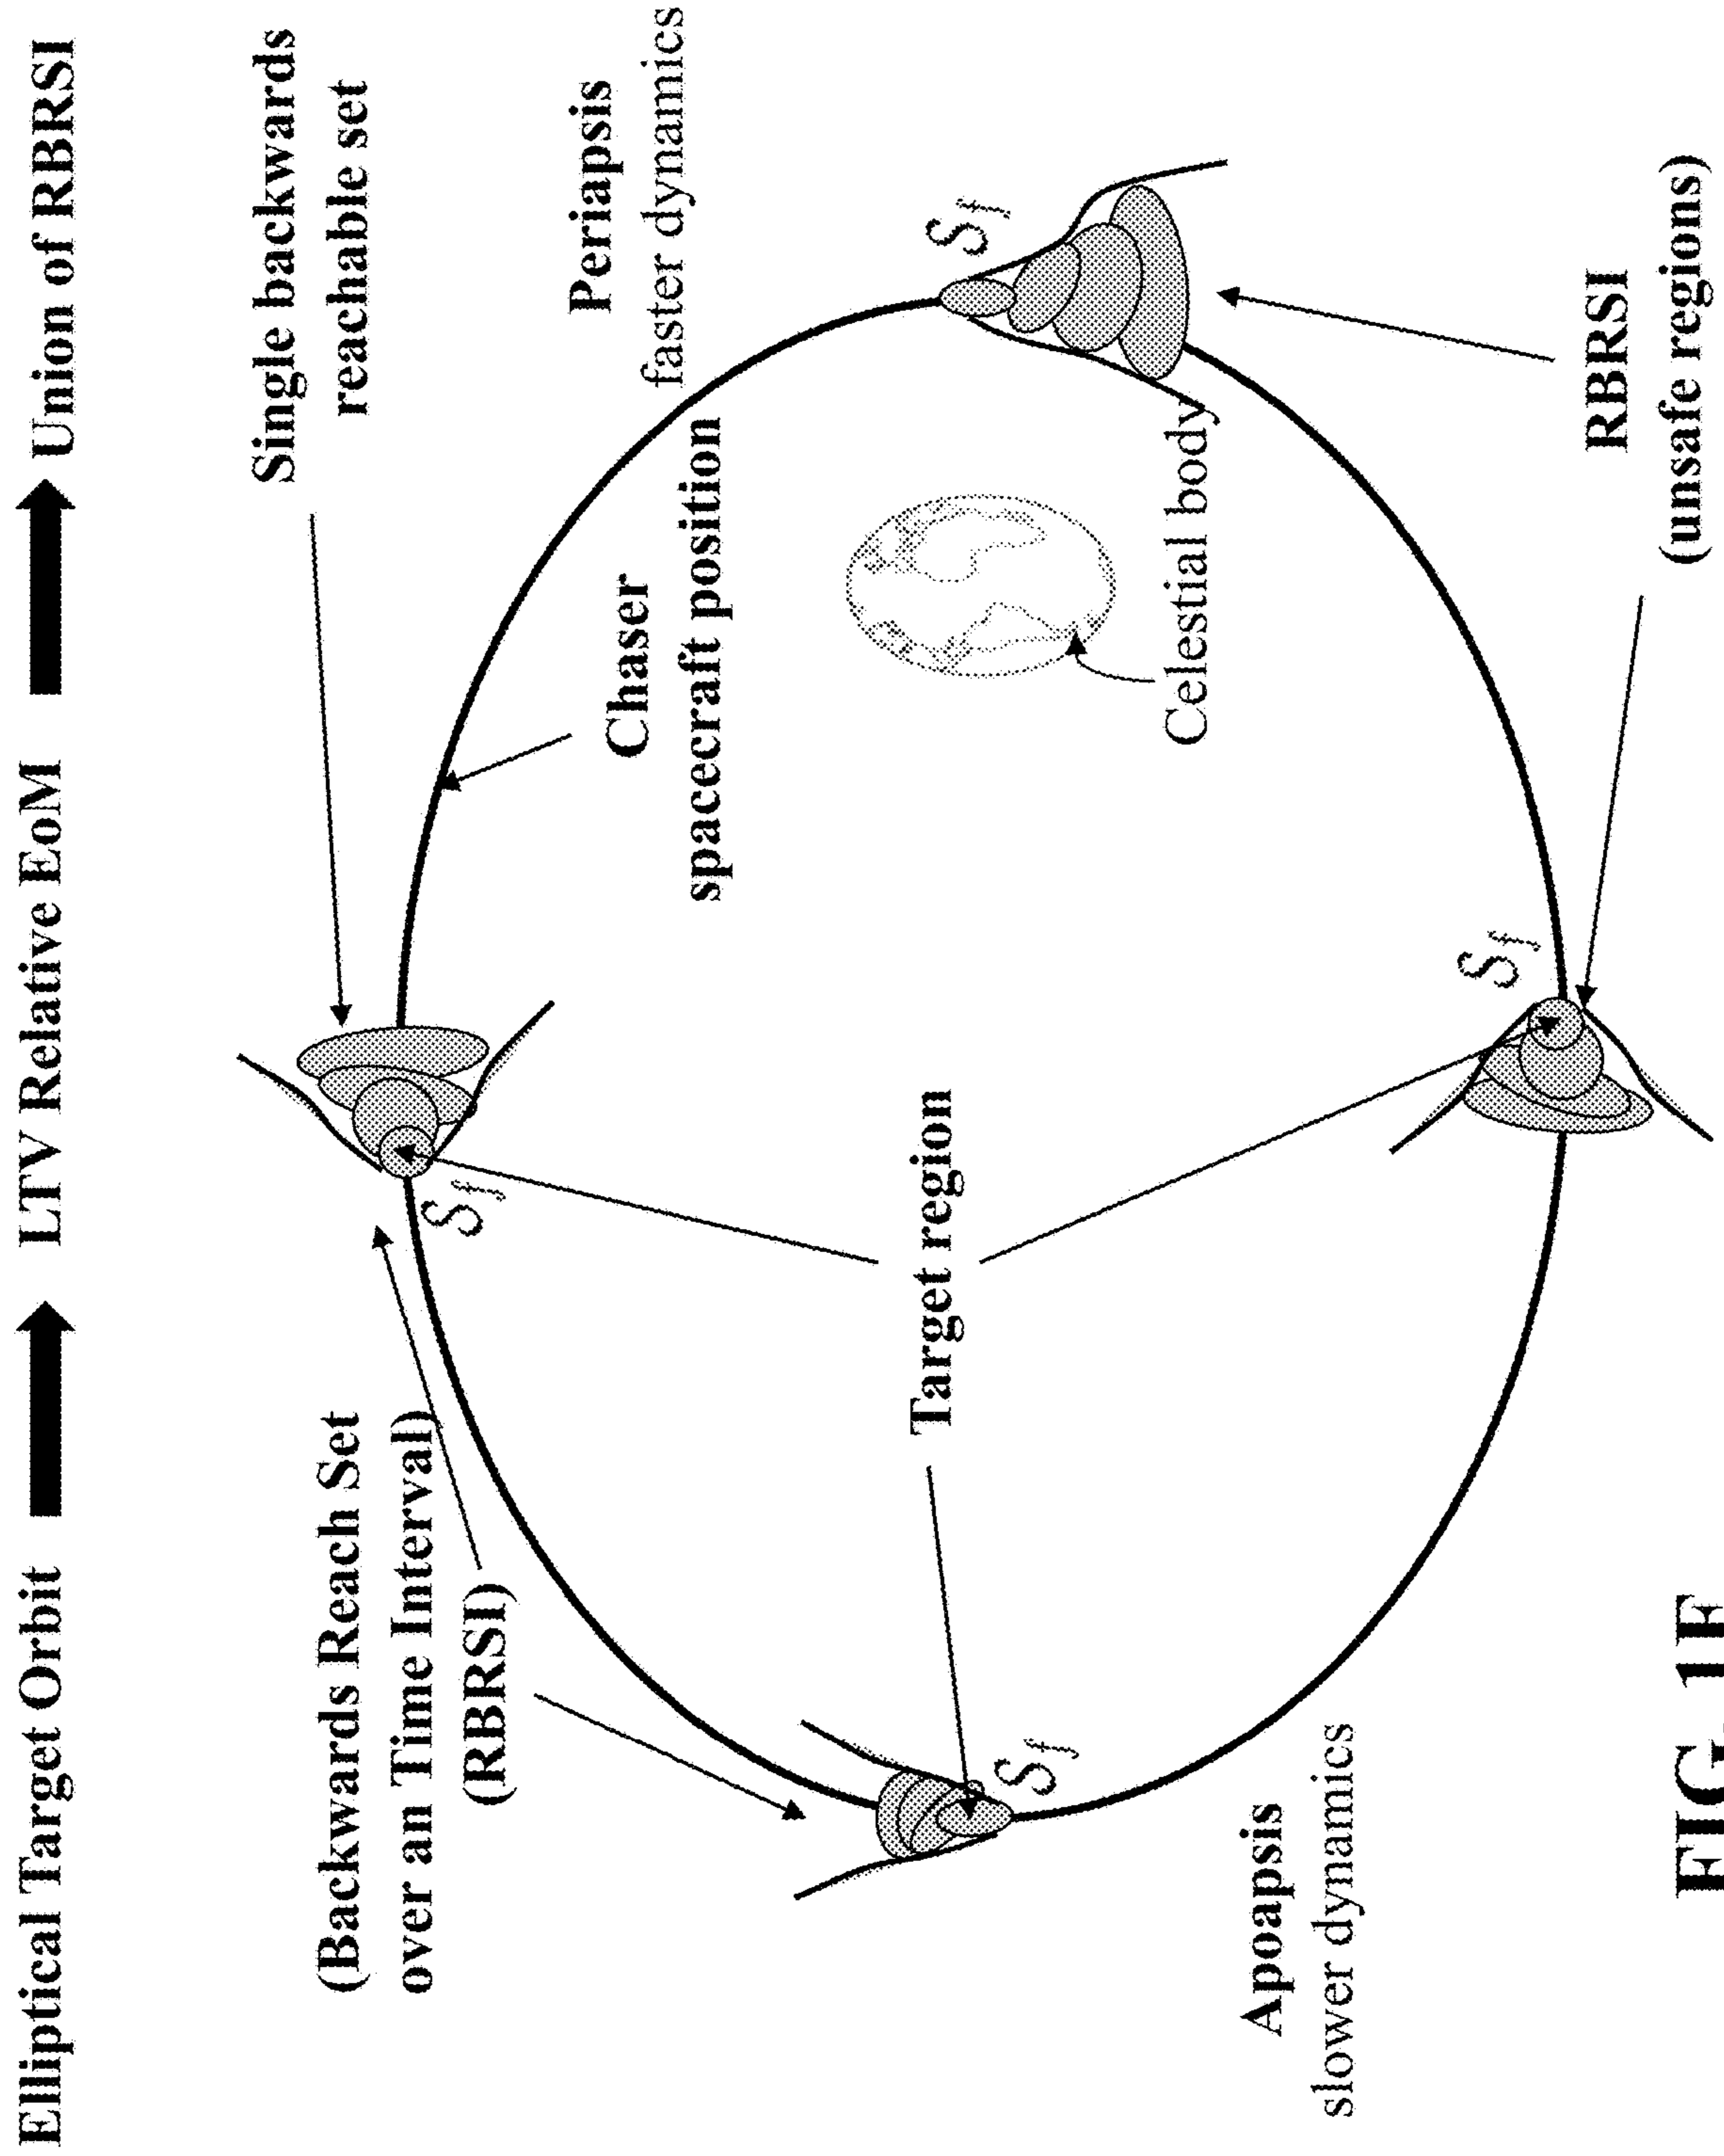 Elliptical Target Orbit ➡ LTV Relative EoM ➡ Union of RBRSI
Single backwards
reachable set
(Backwards Reach Set
over an Time Interval)
(RBRSI)
S_f
Periapsis
faster dynamics
Chaser
spacecraft position
Target region
S_f
S_f
Celestial body
Apoapsis
slower dynamics
S_f
RBRSI
(unsafe regions)
FIG.